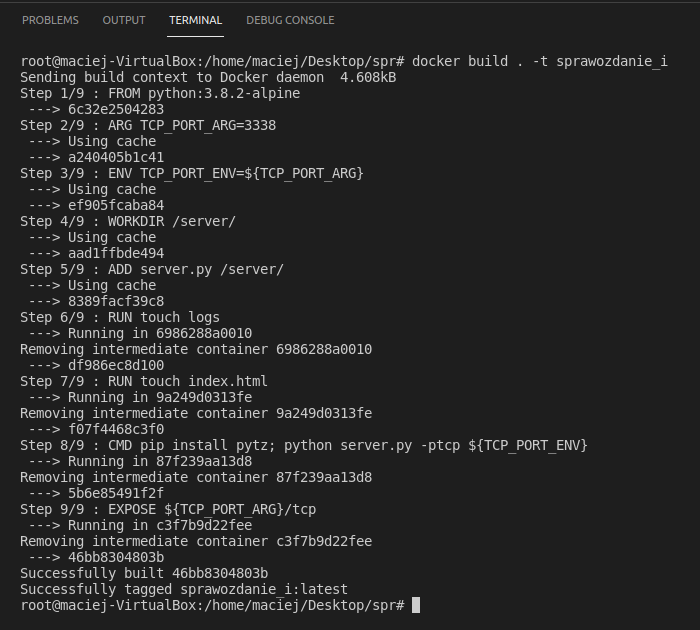 PROBLEMS OUTPUT TERMINAL DEBUG CONSOLE
root@maciej-VirtualBox:/home/maciej/Desktop/spr# docker build . -t sprawozdanie_i
Sending build context to Docker daemon  4.608kB
Step 1/9 : FROM python:3.8.2-alpine
 ---> 6c32e2504283
Step 2/9 : ARG TCP_PORT_ARG=3338
 ---> Using cache
 ---> a240405b1c41
Step 3/9 : ENV TCP_PORT_ENV=${TCP_PORT_ARG}
 ---> Using cache
 ---> ef905fcaba84
Step 4/9 : WORKDIR /server/
 ---> Using cache
 ---> aad1ffbde494
Step 5/9 : ADD server.py /server/
 ---> Using cache
 ---> 8389facf39c8
Step 6/9 : RUN touch logs
 ---> Running in 6986288a0010
Removing intermediate container 6986288a0010
 ---> df986ec8d100
Step 7/9 : RUN touch index.html
 ---> Running in 9a249d0313fe
Removing intermediate container 9a249d0313fe
 ---> f07f4468c3f0
Step 8/9 : CMD pip install pytz; python server.py -ptcp ${TCP_PORT_ENV}
 ---> Running in 87f239aa13d8
Removing intermediate container 87f239aa13d8
 ---> 5b6e85491f2f
Step 9/9 : EXPOSE ${TCP_PORT_ARG}/tcp
 ---> Running in c3f7b9d22fee
Removing intermediate container c3f7b9d22fee
 ---> 46bb8304803b
Successfully built 46bb8304803b
Successfully tagged sprawozdanie_i:latest
root@maciej-VirtualBox:/home/maciej/Desktop/spr#